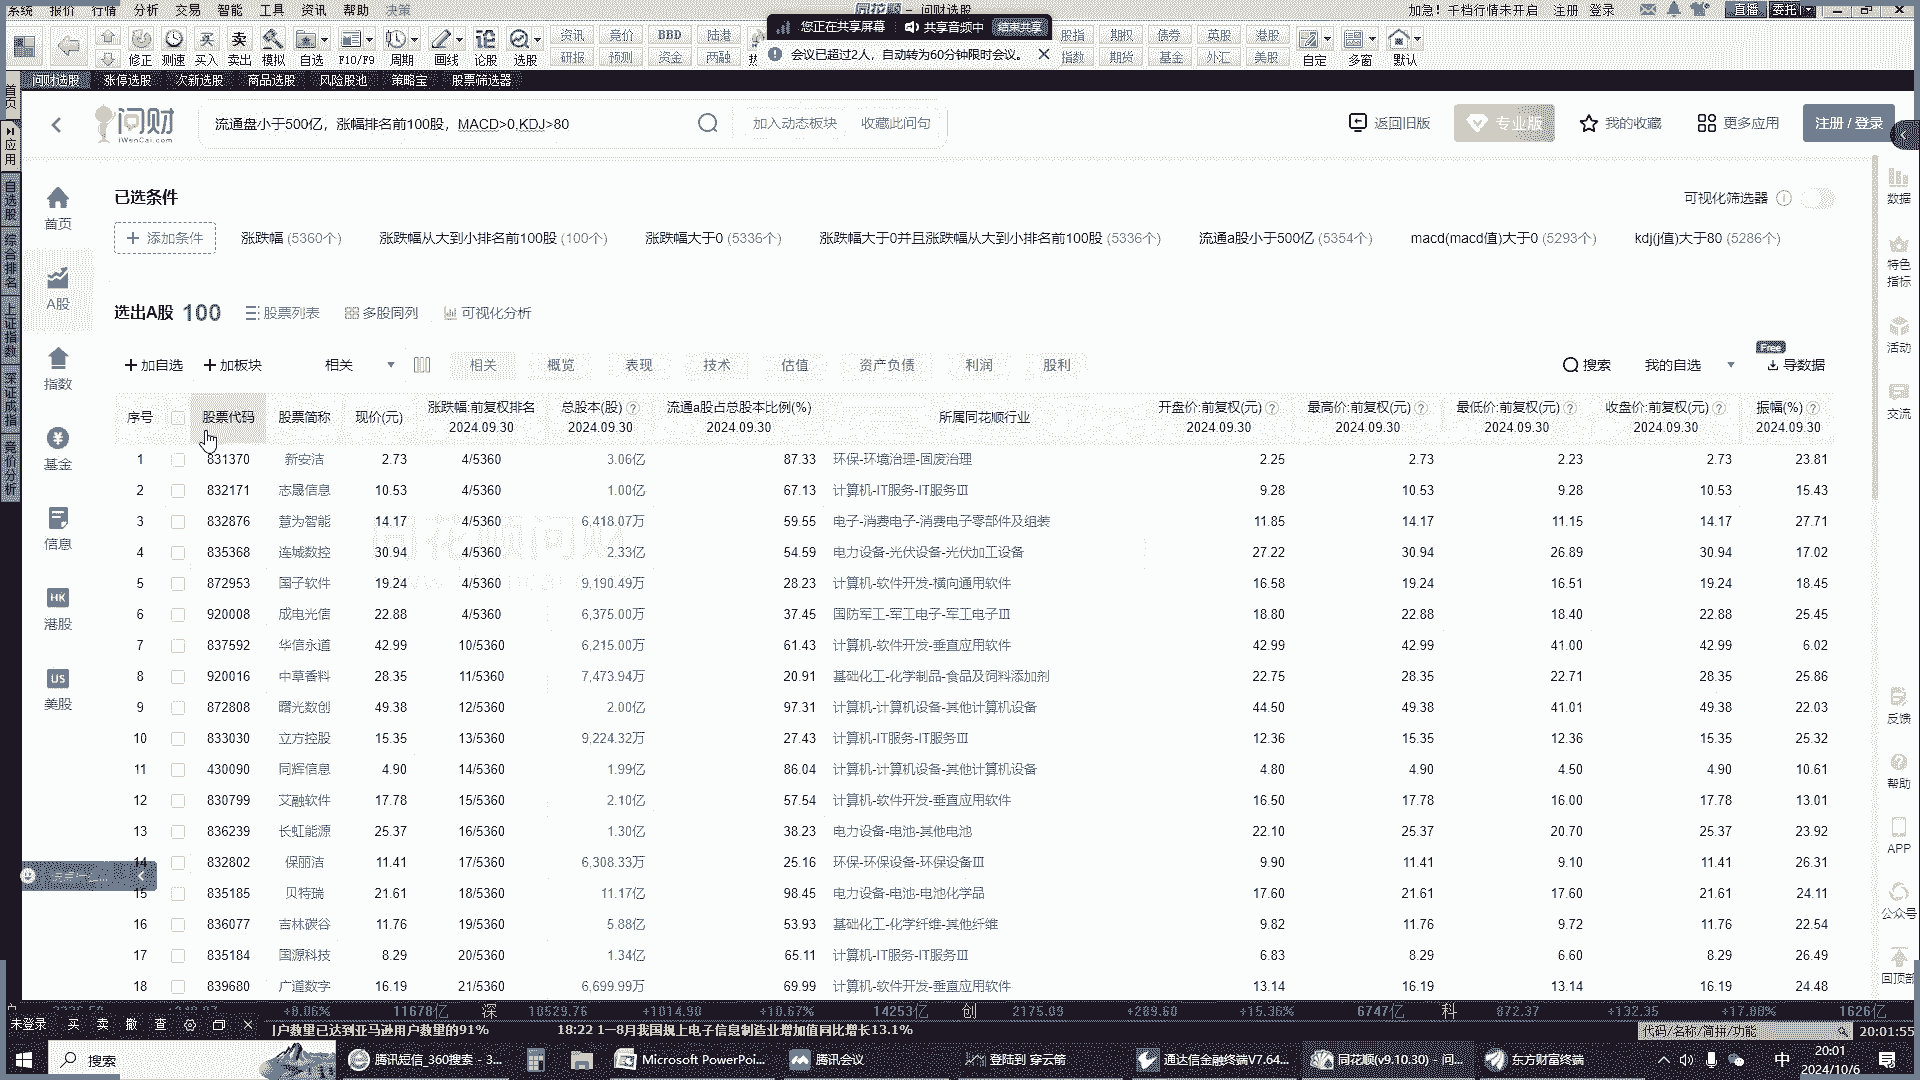 系统 报价 行情 分析 交易 智能 工具 资讯 帮助 决策
同花顺 - 问财选股
加急！千档行情未开启 注册 登录 直播 委托
您正在共享屏幕 共享音频中 结束共享
会议已超过2人，自动转为60分钟限时会议。
修正 测速 买入 卖出 模拟 自选 F10/F9 周期 画线 论股 选股
资讯 竞价 BBD 陆港 股指 期权 债券 英股 港股
研报 预测 资金 两融 指数 期货 基金 外汇 美股
自定 多窗 默认
问财选股 涨停选股 次新选股 商品选股 风险股池 策略宝 股票筛选器
首页
应用
自选股
综合排名
上证指数
深证成指
竞价分析
问财
iWenCai.com
流通盘小于500亿，涨幅排名前100股，MACD>0,KDJ>80
加入动态板块 收藏此问句
返回旧版 专业版 我的收藏 更多应用 注册 / 登录
首页
A股
指数
基金
信息
HK
港股
US
美股
已选条件
可视化筛选器
+ 添加条件 涨跌幅 (5360个) 涨跌幅从大到小排名前100股 (100个) 涨跌幅大于0 (5336个) 涨跌幅大于0并且涨跌幅从大到小排名前100股 (5336个) 流通a股小于500亿 (5354个) macd(macd值)大于0 (5293个) kdj(j值)大于80 (5286个)
选出A股 100 股票列表 多股同列 可视化分析
+加自选 +加板块 相关 相关 概览 表现 技术 估值 资产负债 利润 股利
搜索 我的自选 Free 导数据
序号 股票代码 股票简称 现价(元) 涨跌幅:前复权排名 2024.09.30 总股本(股) 2024.09.30 流通a股占总股本比例(%) 2024.09.30 所属同花顺行业 开盘价:前复权(元) 2024.09.30 最高价:前复权(元) 2024.09.30 最低价:前复权(元) 2024.09.30 收盘价:前复权(元) 2024.09.30 振幅(%) 2024.09.30
1 831370 新安洁 2.73 4/5360 3.06亿 87.33 环保-环境治理-固废治理 2.25 2.73 2.23 2.73 23.81
2 832171 志晟信息 10.53 4/5360 1.00亿 67.13 计算机-IT服务-IT服务Ⅲ 9.28 10.53 9.28 10.53 15.43
3 832876 慧为智能 14.17 4/5360 6,418.07万 59.55 电子-消费电子-消费电子零部件及组装 11.85 14.17 11.15 14.17 27.71
4 835368 连城数控 30.94 4/5360 2.33亿 54.59 电力设备-光伏设备-光伏加工设备 27.22 30.94 26.89 30.94 17.02
5 872953 国子软件 19.24 4/5360 9,190.49万 28.23 计算机-软件开发-横向通用软件 16.58 19.24 16.51 19.24 18.45
6 920008 成电光信 22.88 4/5360 6,375.00万 37.45 国防军工-军工电子-军工电子Ⅲ 18.80 22.88 18.40 22.88 25.45
7 837592 华信永道 42.99 10/5360 6,215.00万 61.43 计算机-软件开发-垂直应用软件 42.99 42.99 41.00 42.99 6.02
8 920016 中草香料 28.35 11/5360 7,473.94万 20.91 基础化工-化学制品-食品及饲料添加剂 22.75 28.35 22.71 28.35 25.86
9 872808 曙光数创 49.38 12/5360 2.00亿 97.31 计算机-计算机设备-其他计算机设备 44.50 49.38 41.01 49.38 22.03
10 833030 立方控股 15.35 13/5360 9,224.32万 27.43 计算机-IT服务-IT服务Ⅲ 12.36 15.35 12.36 15.35 25.32
11 430090 同辉信息 4.90 14/5360 1.99亿 86.04 计算机-计算机设备-其他计算机设备 4.80 4.90 4.50 4.90 10.61
12 830799 艾融软件 17.78 15/5360 2.10亿 57.54 计算机-软件开发-垂直应用软件 16.50 17.78 16.00 17.78 13.01
13 836239 长虹能源 25.37 16/5360 1.30亿 38.23 电力设备-电池-其他电池 22.10 25.37 20.70 25.37 23.92
14 832802 保丽洁 11.41 17/5360 6,308.33万 25.16 环保-环保设备-环保设备Ⅲ 9.90 11.41 9.10 11.41 26.31
15 835185 贝特瑞 21.61 18/5360 11.17亿 98.45 电力设备-电池-电池化学品 17.60 21.61 17.60 21.61 24.11
16 836077 吉林碳谷 11.76 19/5360 5.88亿 53.93 基础化工-化学纤维-其他纤维 9.82 11.76 9.72 11.76 22.54
17 835184 国源科技 8.29 20/5360 1.34亿 65.11 计算机-IT服务-IT服务Ⅲ 6.83 8.29 6.60 8.29 26.49
18 839680 广道数字 16.19 21/5360 6,699.99万 69.99 计算机-软件开发-垂直应用软件 13.14 16.19 13.14 16.19 24.48
同花顺问财
数据
特色指标
活动
交流
反馈
帮助
APP
公众号
回顶部
+8.06% 11678亿 深 10529.76 +1014.90 +10.67% 14253亿 创 2175.09 +289.60 +15.36% 6747亿 科 872.37 +132.35 +17.88% 1626亿
未登录 买 卖 撤 查 户数量已达到亚马逊用户数量的91% 18:22 1—8月我国规上电子信息制造业增加值同比增长13.1% 代码/名称/简拼/功能 20:01:55
搜索 腾讯短信_360搜索 - 3... Microsoft PowerPoi... 腾讯会议 登陆到 穿云箭 通达信金融终端V7.64... 同花顺(v9.10.30) - 问... 东方财富终端 中 20:01
2024/10/6